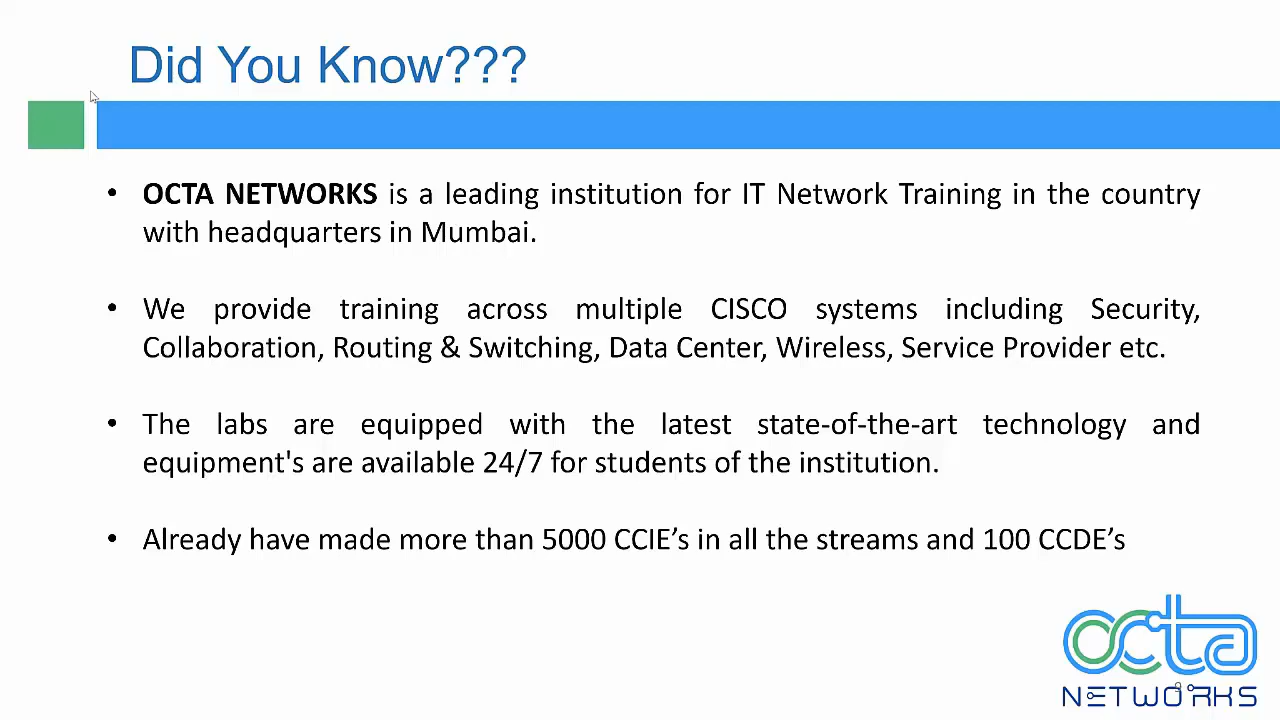 Did You Know???
• OCTA NETWORKS is a leading institution for IT Network Training in the country
with headquarters in Mumbai.
• We provide training across multiple CISCO systems including Security,
Collaboration, Routing & Switching, Data Center, Wireless, Service Provider etc.
• The labs are equipped with the latest state-of-the-art technology and
equipment's are available 24/7 for students of the institution.
• Already have made more than 5000 CCIE’s in all the streams and 100 CCDE’s
octa
NETWORKS